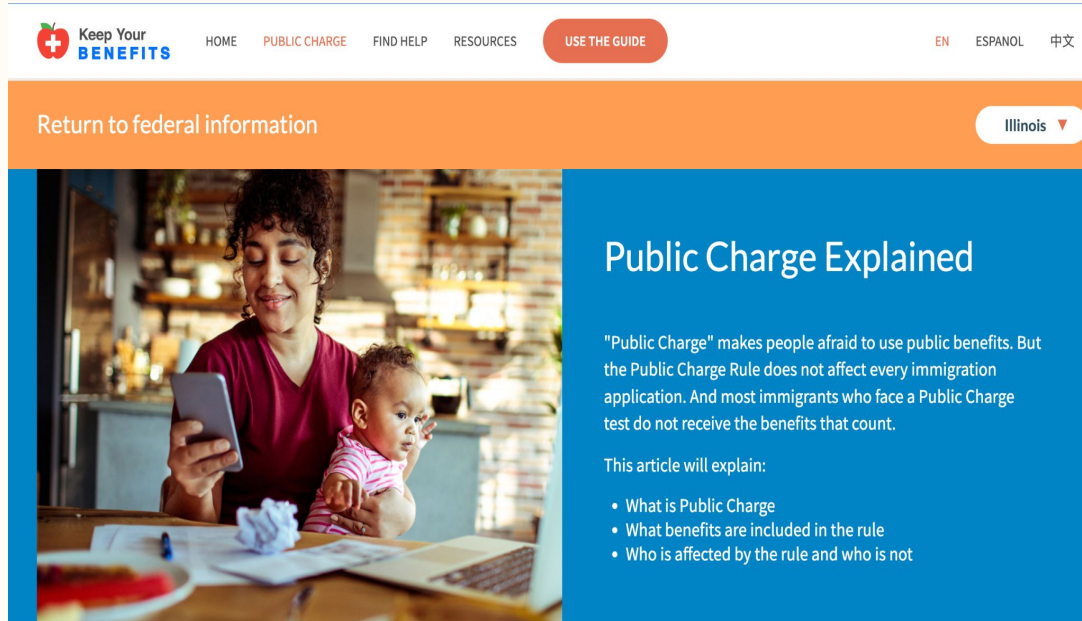 Keep Your
BENEFITS
HOME
PUBLIC CHARGE
FIND HELP
RESOURCES
USE THE GUIDE
EN
ESPANOL
中文
Return to federal information
Illinois
Public Charge Explained
"Public Charge" makes people afraid to use public benefits. But
the Public Charge Rule does not affect every immigration
application. And most immigrants who face a Public Charge
test do not receive the benefits that count.
This article will explain:
• What is Public Charge
• What benefits are included in the rule
• Who is affected by the rule and who is not